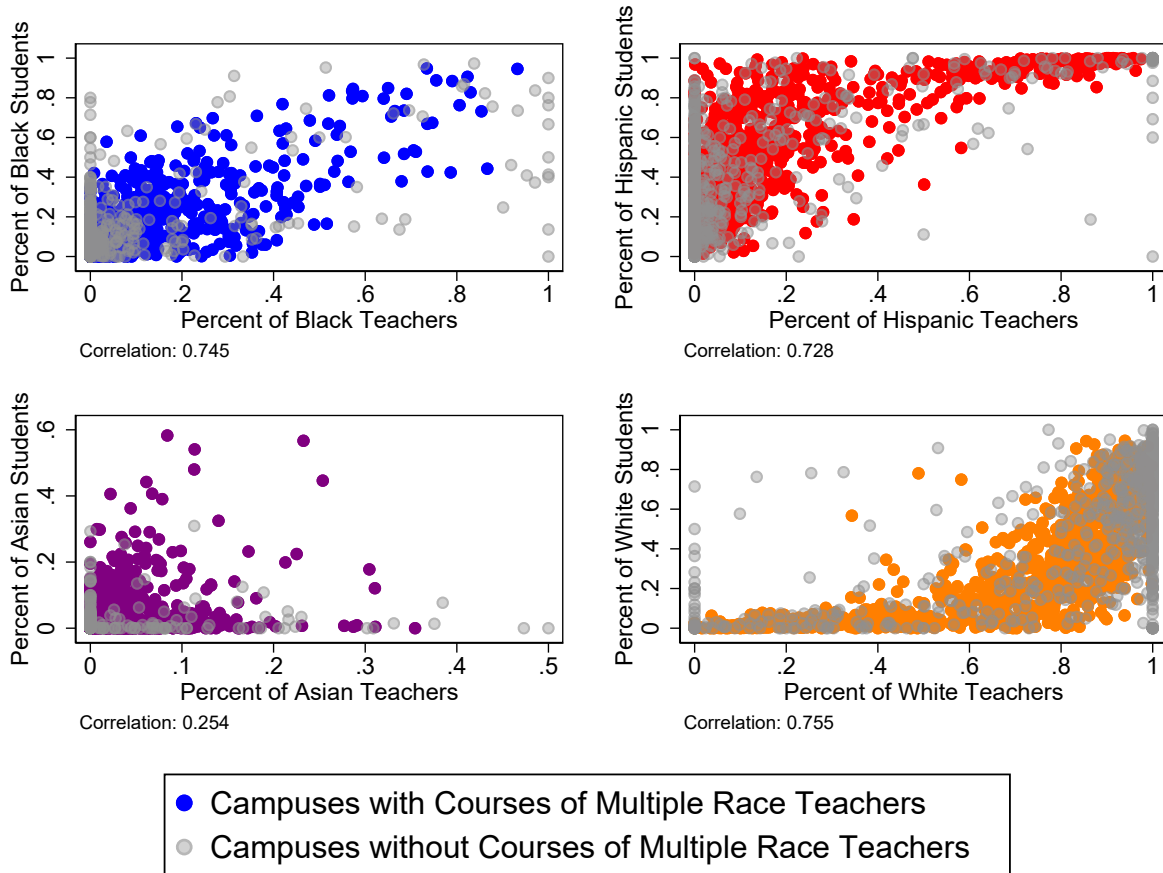 Percent of Black Students
0 .2 .4 .6 .8 1
0 .2 .4 .6 .8 1
Percent of Black Teachers
Correlation: 0.745
Percent of Hispanic Students
0 .2 .4 .6 .8 1
0 .2 .4 .6 .8 1
Percent of Hispanic Teachers
Correlation: 0.728
Percent of Asian Students
0 .2 .4 .6
0 .1 .2 .3 .4 .5
Percent of Asian Teachers
Correlation: 0.254
Percent of White Students
0 .2 .4 .6 .8 1
0 .2 .4 .6 .8 1
Percent of White Teachers
Correlation: 0.755
Campuses with Courses of Multiple Race Teachers
Campuses without Courses of Multiple Race Teachers